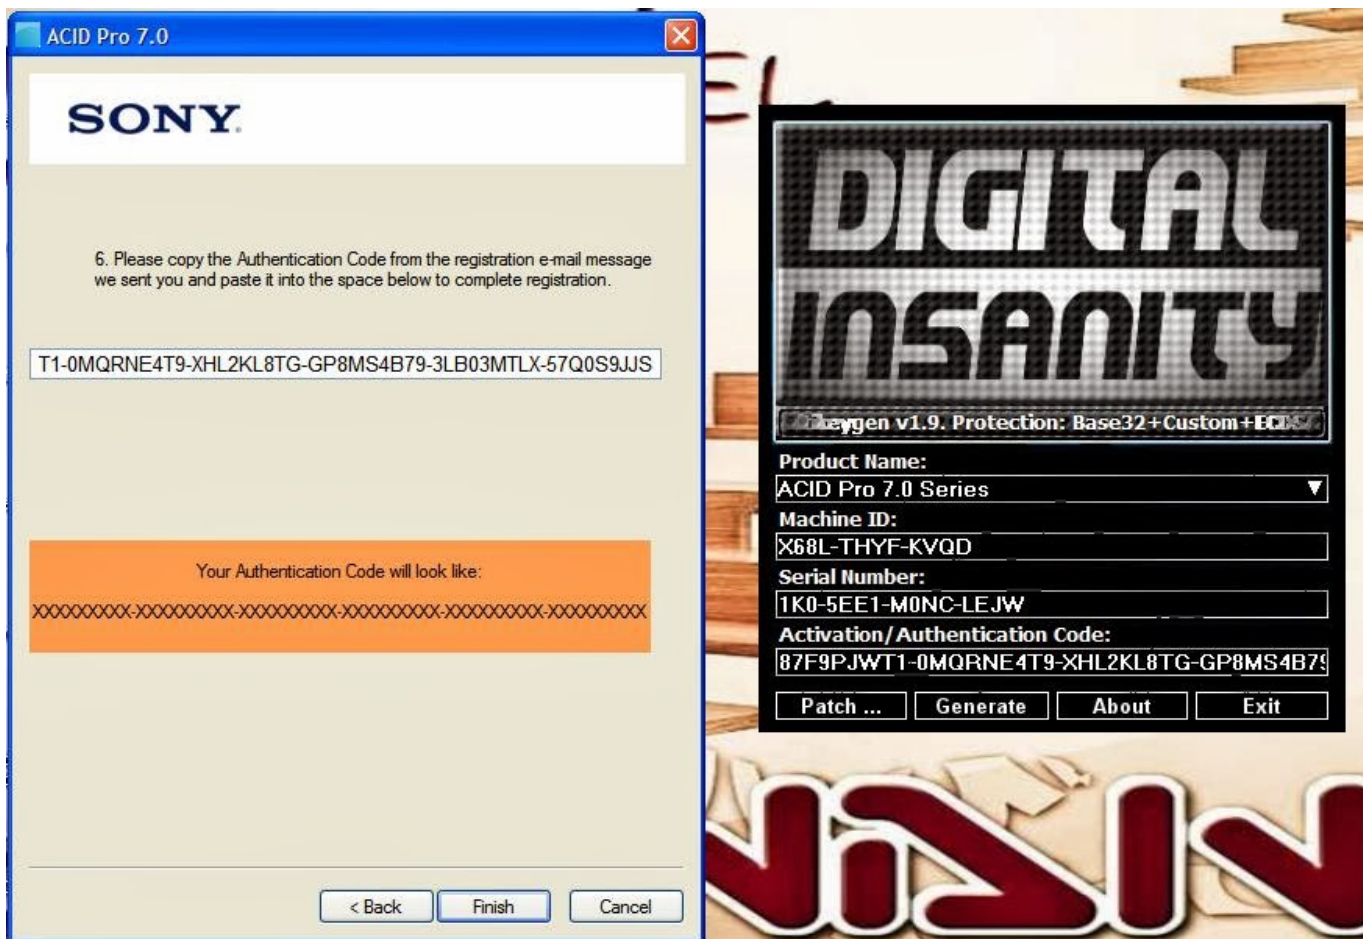 ACID Pro 7.0
SONY
6. Please copy the Authentication Code from the registration e-mail message
we sent you and paste it into the space below to complete registration.
T1-0MQRNE4T9-XHL2KL8TG-GP8MS4B79-3LB03MTLX-57Q0S9JJS
Your Authentication Code will look like:
XXXXXXXXX-XXXXXXXXX-XXXXXXXXX-XXXXXXXXX-XXXXXXXXX-XXXXXXXXX
< Back
Finish
Cancel
DIGITAL
INSANITY
v1.9. Protection: Base32+Custom+
Product Name:
ACID Pro 7.0 Series
Machine ID:
X68L-THYF-KVQD
Serial Number:
1K0-5EE1-M0NC-LEJW
Activation/Authentication Code:
87F9PJWT1-0MQRNE4T9-XHL2KL8TG-GP8MS4B79
Patch ...
Generate
About
Exit